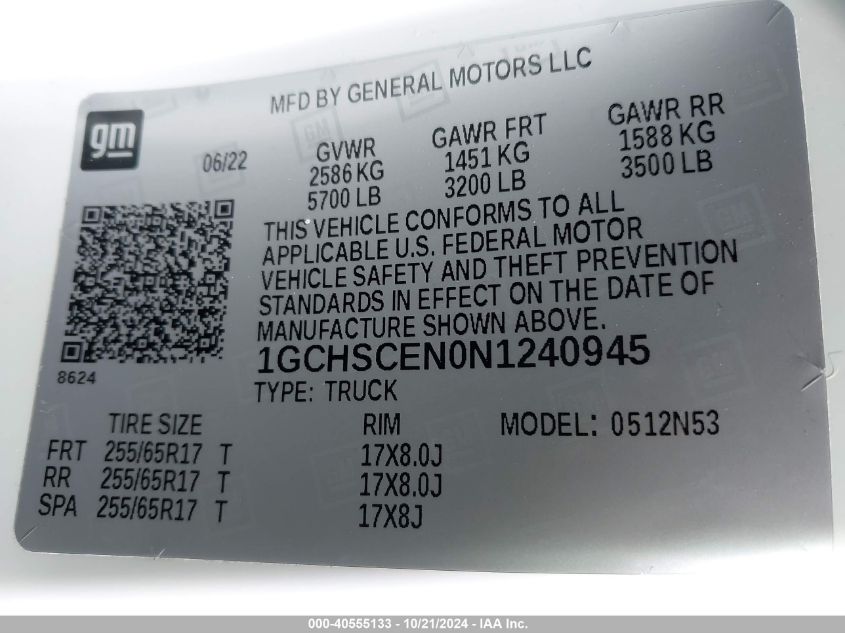 MFD BY GENERAL MOTORS LLC
gm
06/22
GVWR GAWR FRT GAWR RR
2586 KG 1451 KG 1588 KG
5700 LB 3200 LB 3500 LB
THIS VEHICLE CONFORMS TO ALL
APPLICABLE U.S. FEDERAL MOTOR
VEHICLE SAFETY AND THEFT PREVENTION
STANDARDS IN EFFECT ON THE DATE OF
MANUFACTURE SHOWN ABOVE.
1GCHSCEN0N1240945
8624
TYPE: TRUCK
TIRE SIZE RIM MODEL: 0512N53
FRT 255/65R17 T 17X8.0J
RR 255/65R17 T 17X8.0J
SPA 255/65R17 T 17X8J
000-40555133 - 10/21/2024 - IAA Inc.